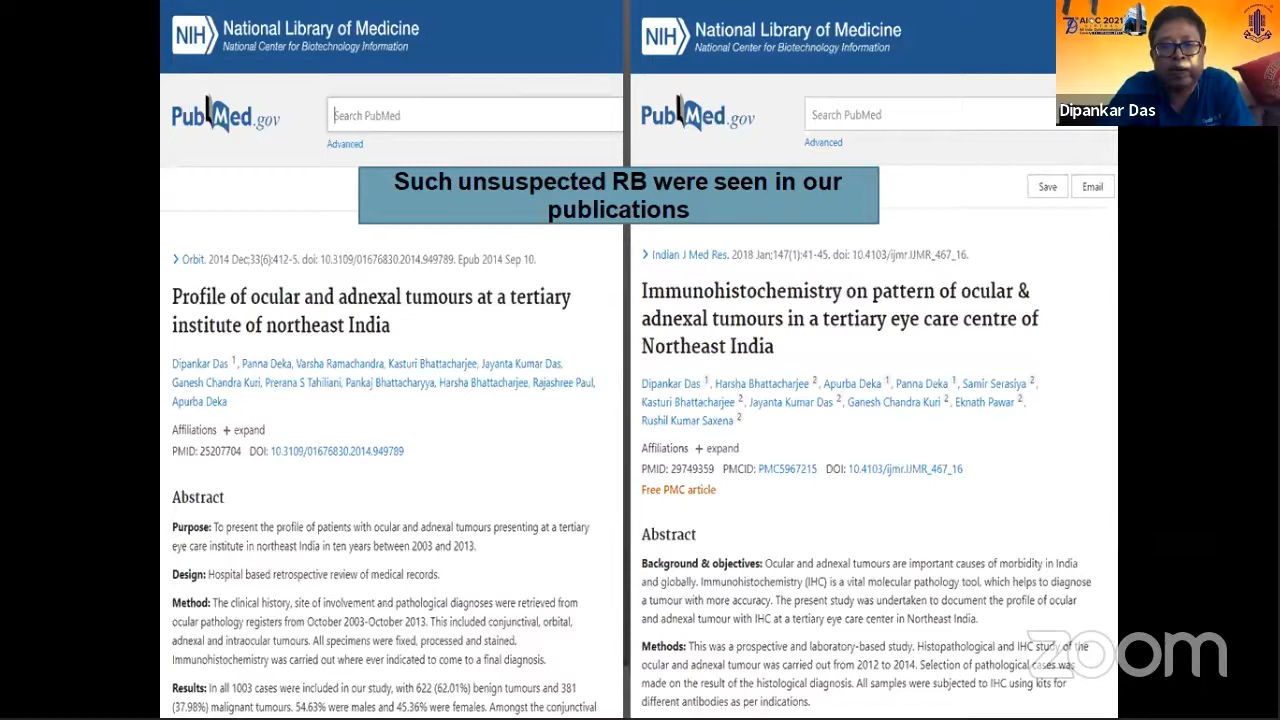 NIH
National Library of Medicine
National Center for Biotechnology Information
PubMed.gov
Search PubMed
Advanced
NIH
National Library of Medicine
National Center for Biotechnology Information
PubMed.gov
Search PubMed
Advanced
AIOC 2021
Dipankar Das
Such unsuspected RB were seen in our
publications
Save
Email
Orbit. 2014 Dec;33(6):412-5. doi: 10.3109/01676830.2014.949789. Epub 2014 Sep 10.
Profile of ocular and adnexal tumours at a tertiary
institute of northeast India
Dipankar Das 1, Panna Deka, Varsha Ramachandra, Kasturi Bhattacharjee, Jayanta Kumar Das,
Ganesh Chandra Kuri, Prerana S Tahiliani, Pankaj Bhattacharyya, Harsha Bhattacharjee, Rajashree Paul,
Apurba Deka
Affiliations + expand
PMID: 25207704 DOI: 10.3109/01676830.2014.949789
Abstract
Purpose: To present the profile of patients with ocular and adnexal tumours presenting at a tertiary
eye care institute in northeast India in ten years between 2003 and 2013.
Design: Hospital based retrospective review of medical records.
Method: The clinical history, site of involvement and pathological diagnoses were retrieved from
ocular pathology registers from October 2003-October 2013. This included conjunctival, orbital,
adnexal and intraocular tumours. All specimens were fixed, processed and stained.
Immunohistochemistry was carried out where ever indicated to come to a final diagnosis.
Results: In all 1003 cases were included in our study, with 622 (62.01%) benign tumours and 381
(37.98%) malignant tumours. 54.63% were males and 45.36% were females. Amongst the conjunctival
Indian J Med Res. 2018 Jan;147(1):41-45. doi: 10.4103/ijmr.IJMR_467_16.
Immunohistochemistry on pattern of ocular &
adnexal tumours in a tertiary eye care centre of
Northeast India
Dipankar Das 1, Harsha Bhattacharjee 2, Apurba Deka 1, Panna Deka 1, Samir Serasiya 2,
Kasturi Bhattacharjee 2, Jayanta Kumar Das 2, Ganesh Chandra Kuri 2, Eknath Pawar 2,
Rushil Kumar Saxena 2
Affiliations + expand
PMID: 29749359 PMCID: PMC5967215 DOI: 10.4103/ijmr.IJMR_467_16
Free PMC article
Abstract
Background & objectives: Ocular and adnexal tumours are important causes of morbidity in India
and globally. Immunohistochemistry (IHC) is a vital molecular pathology tool, which helps to diagnose
a tumour with more accuracy. The present study was undertaken to document the profile of ocular
and adnexal tumour with IHC at a tertiary eye care center in Northeast India.
Methods: This was a prospective and laboratory-based study. Histopathological and IHC study of the
ocular and adnexal tumour was carried out from 2012 to 2014. Selection of pathological cases was
made on the result of the histological diagnosis. All samples were subjected to IHC using kits for
different antibodies as per indications.
zoom